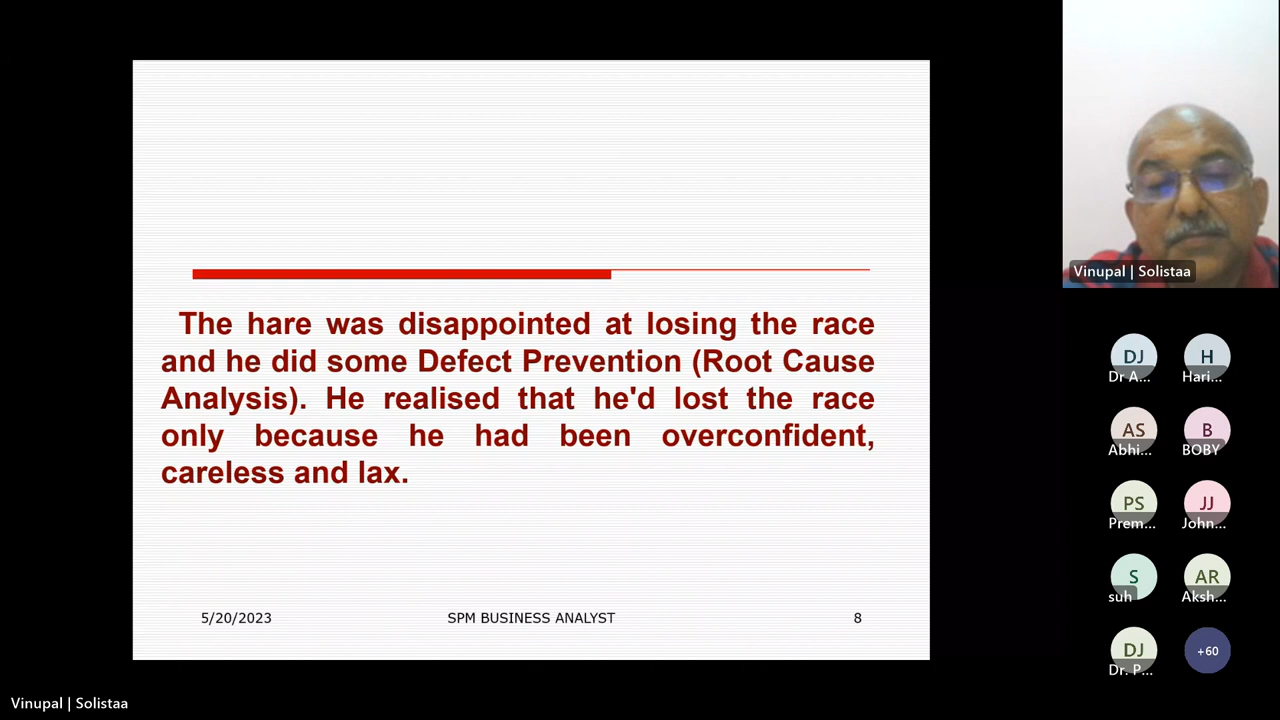 The hare was disappointed at losing the race
and he did some Defect Prevention (Root Cause
Analysis). He realised that he'd lost the race
only because he had been overconfident,
careless and lax.
5/20/2023 SPM BUSINESS ANALYST 8
Vinupal | Solistaa
DJ H
Dr A... Hari...
AS B
Abhi... BOBY
PS JJ
Prem... John...
S AR
suh Aksh...
DJ +60
Dr. P...
Vinupal | Solistaa